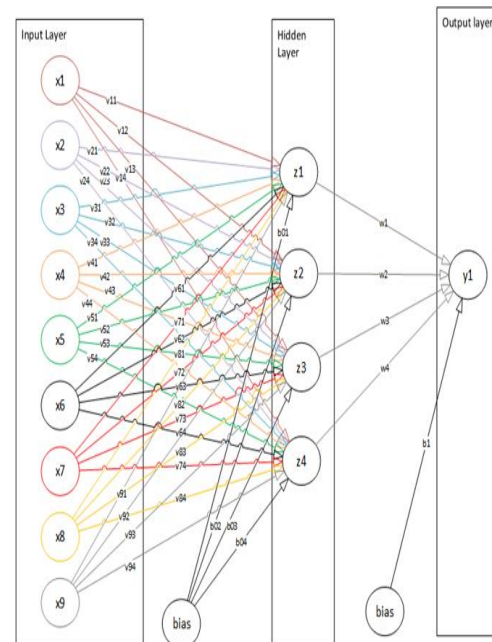 Input Layer
Hidden
Layer
Output layer
x1
x2
x3
x4
x5
x6
x7
x8
x9
bias
v11
v12
v13
v14
v21
v22
v23
v24
v31
v32
v33
v34
v41
v42
v43
v44
v51
v52
v53
v54
v61
v62
v63
v64
v71
v72
v73
v74
v81
v82
v83
v84
v91
v92
v93
v94
b01
b02
b03
b04
z1
z2
z3
z4
w1
w2
w3
w4
b1
bias
y1